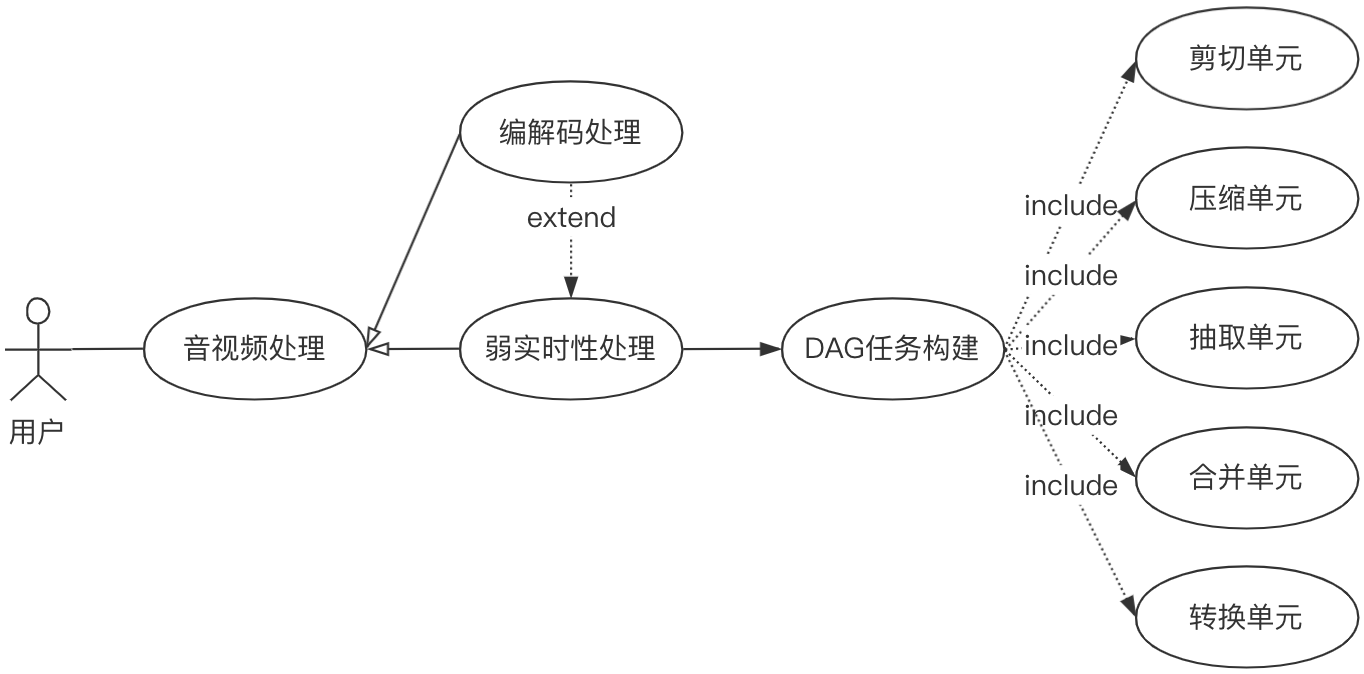 用户
音视频处理
编解码处理
extend
弱实时性处理
DAG任务构建
include
include
include
include
include
剪切单元
压缩单元
抽取单元
合并单元
转换单元